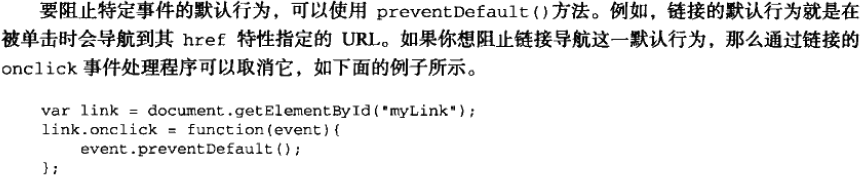 要阻止特定事件的默认行为，可以使用 preventDefault()方法。例如，链接的默认行为就是在
被单击时会导航到其 href 特性指定的 URL。如果你想阻止链接导航这一默认行为，那么通过链接的
onclick 事件处理程序可以取消它，如下面的例子所示。
var link = document.getElementById("myLink");
link.onclick = function(event){
    event.preventDefault();
};